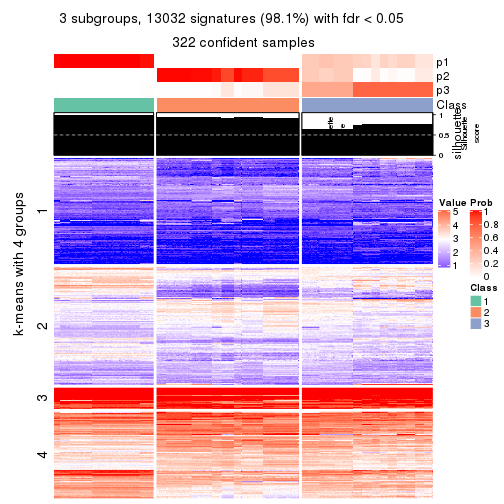 3 subgroups, 13032 signatures (98.1%) with fdr < 0.05
322 confident samples
p1
p2
p3
Class
silhouette
Silhouette
score
1
0.5
0
k-means with 4 groups
1
2
3
4
Value
5
4
3
2
1
Prob
1
0.8
0.6
0.4
0.2
0
Class
1
2
3